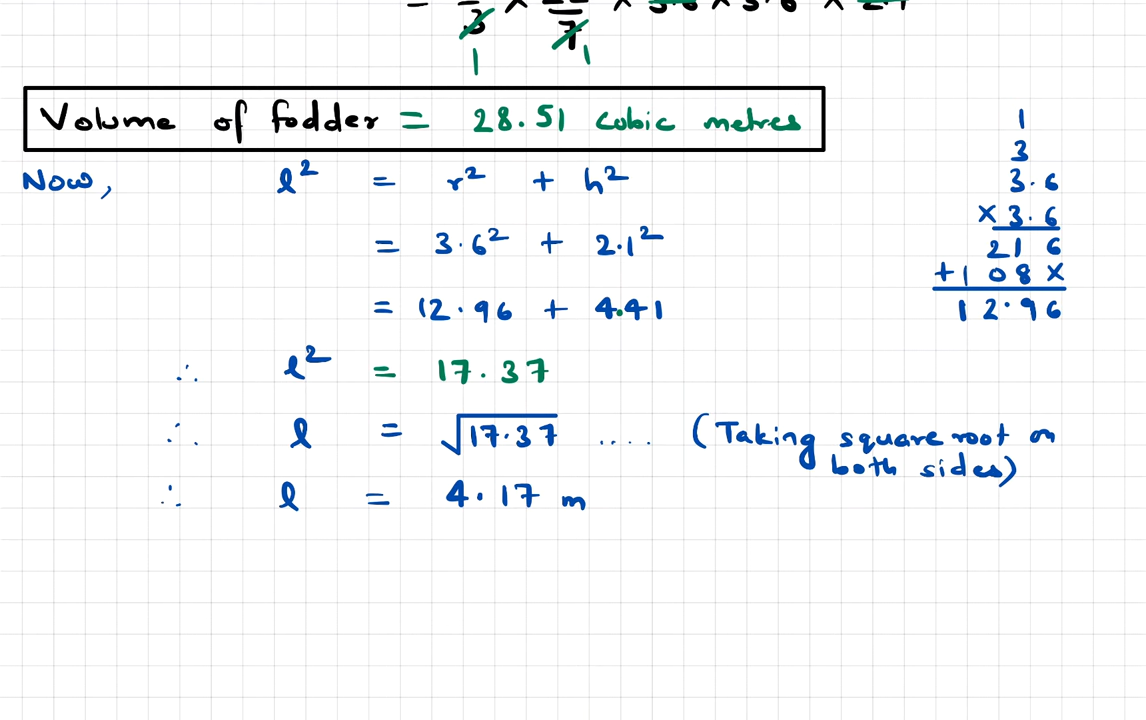 Volume of fodder = 28.51 cubic metres
Now, l² = r² + h²
= 3.6² + 2.1²
= 12.96 + 4.41
∴ l² = 17.37
∴ l = √17.37 .... (Taking square root on both sides)
∴ l = 4.17 m
1
3
3.6
×3.6
216
+108×
12.96